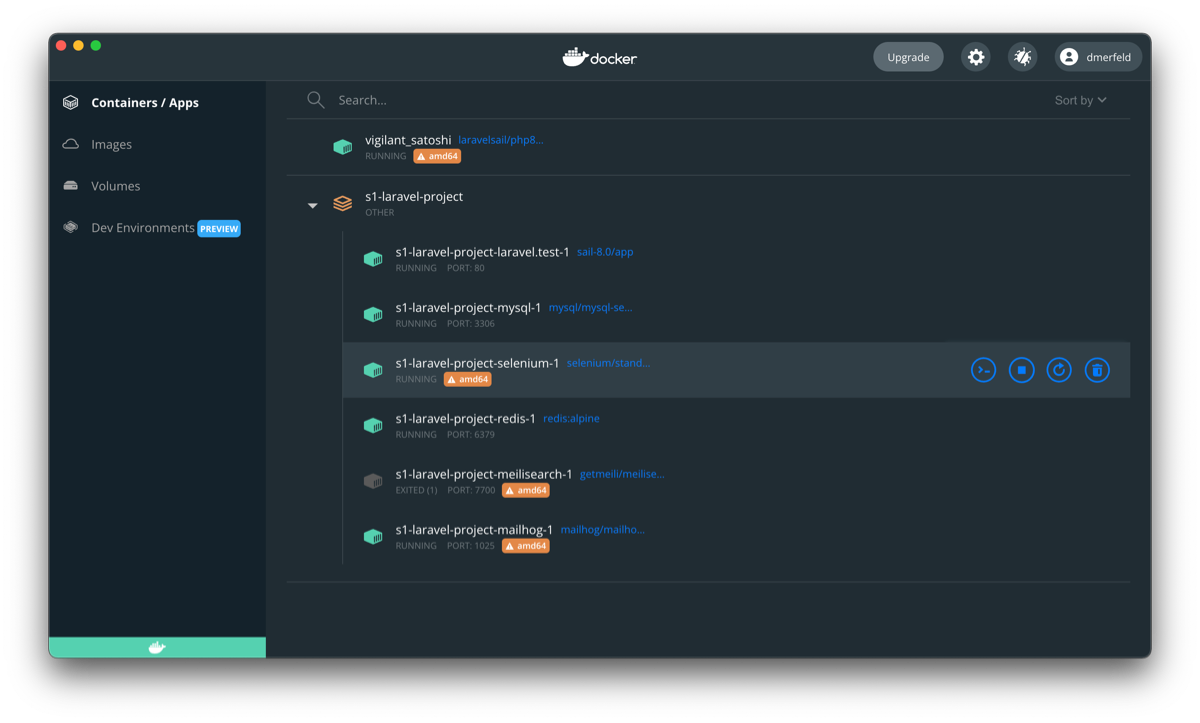 docker
Upgrade
dmerfeld
Containers / Apps
Images
Volumes
Dev Environments PREVIEW
Search...
Sort by
vigilant_satoshi laravelsail/php8...
RUNNING amd64
s1-laravel-project
OTHER
s1-laravel-project-laravel.test-1 sail-8.0/app
RUNNING PORT: 80
s1-laravel-project-mysql-1 mysql/mysql-se...
RUNNING PORT: 3306
s1-laravel-project-selenium-1 selenium/stand...
RUNNING amd64
s1-laravel-project-redis-1 redis:alpine
RUNNING PORT: 6379
s1-laravel-project-meilisearch-1 getmeili/meilise...
EXITED (1) PORT: 7700 amd64
s1-laravel-project-mailhog-1 mailhog/mailho...
RUNNING PORT: 1025 amd64